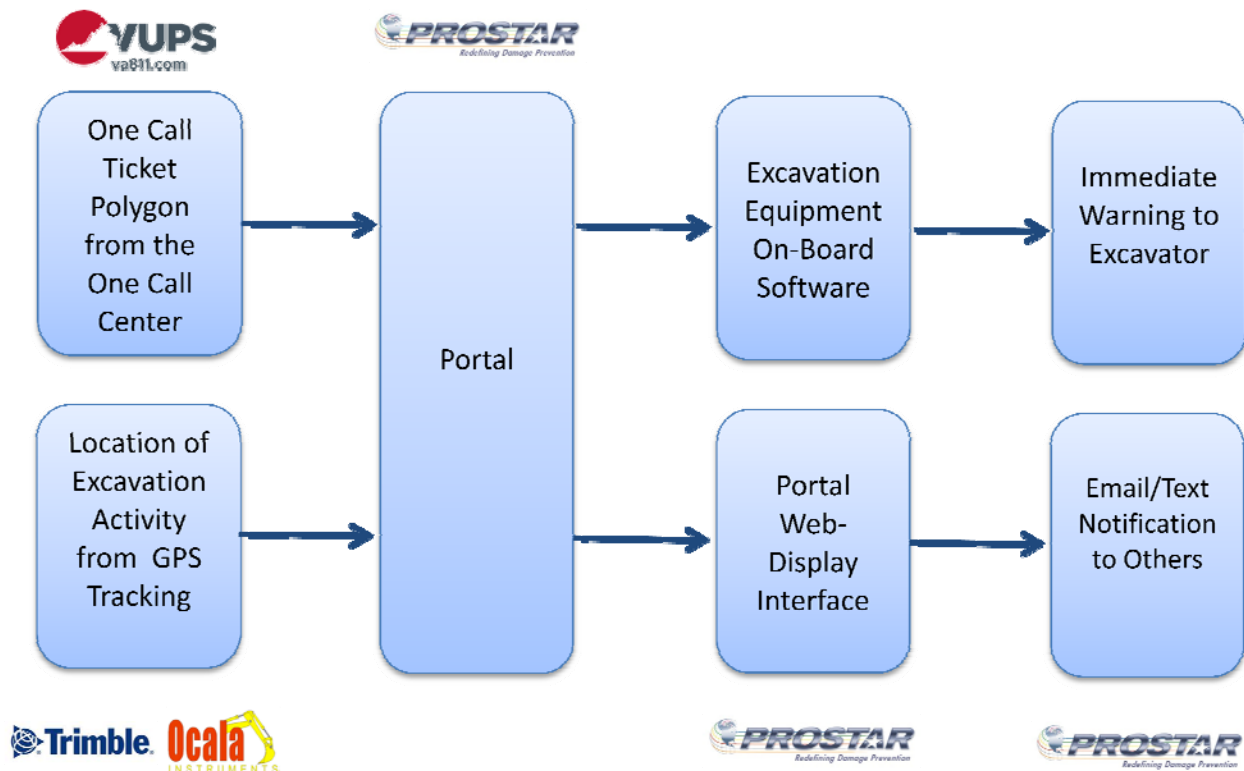 VUPS
va811.com
PROSTAR
Redefining Damage Prevention
One Call
Ticket
Polygon
from the
One Call
Center
Portal
Excavation
Equipment
On-Board
Software
Immediate
Warning to
Excavator
Location of
Excavation
Activity
from GPS
Tracking
Portal
Web-
Display
Interface
Email/Text
Notification
to Others
Trimble.
Ocala
INSTRUMENTS
PROSTAR
Redefining Damage Prevention
PROSTAR
Redefining Damage Prevention